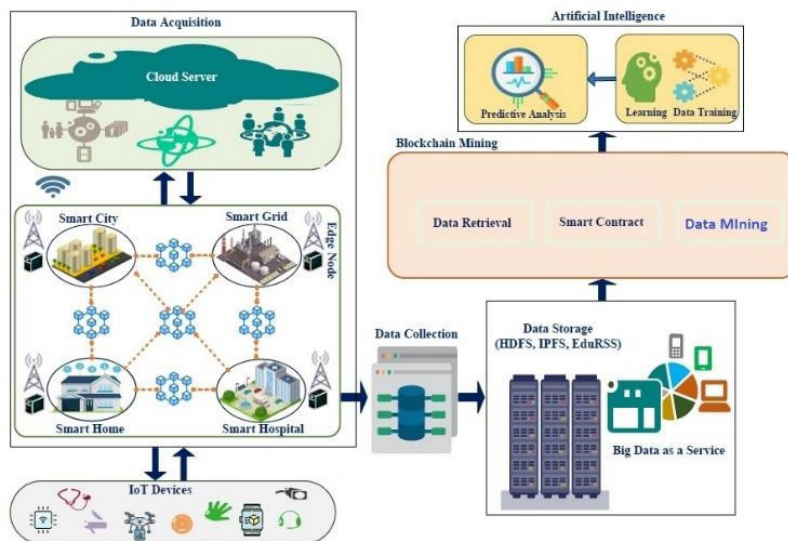 Data Acquisition
Cloud Server
Smart City
Smart Grid
Edge Node
Smart Home
Smart Hospital
IoT Devices
Data Collection
Data Storage
(HDFS, IPFS, EduRSS)
Big Data as a Service
Blockchain Mining
Data Retrieval
Smart Contract
Data MIning
Artificial Intelligence
Predictive Analysis
Learning
Data Training